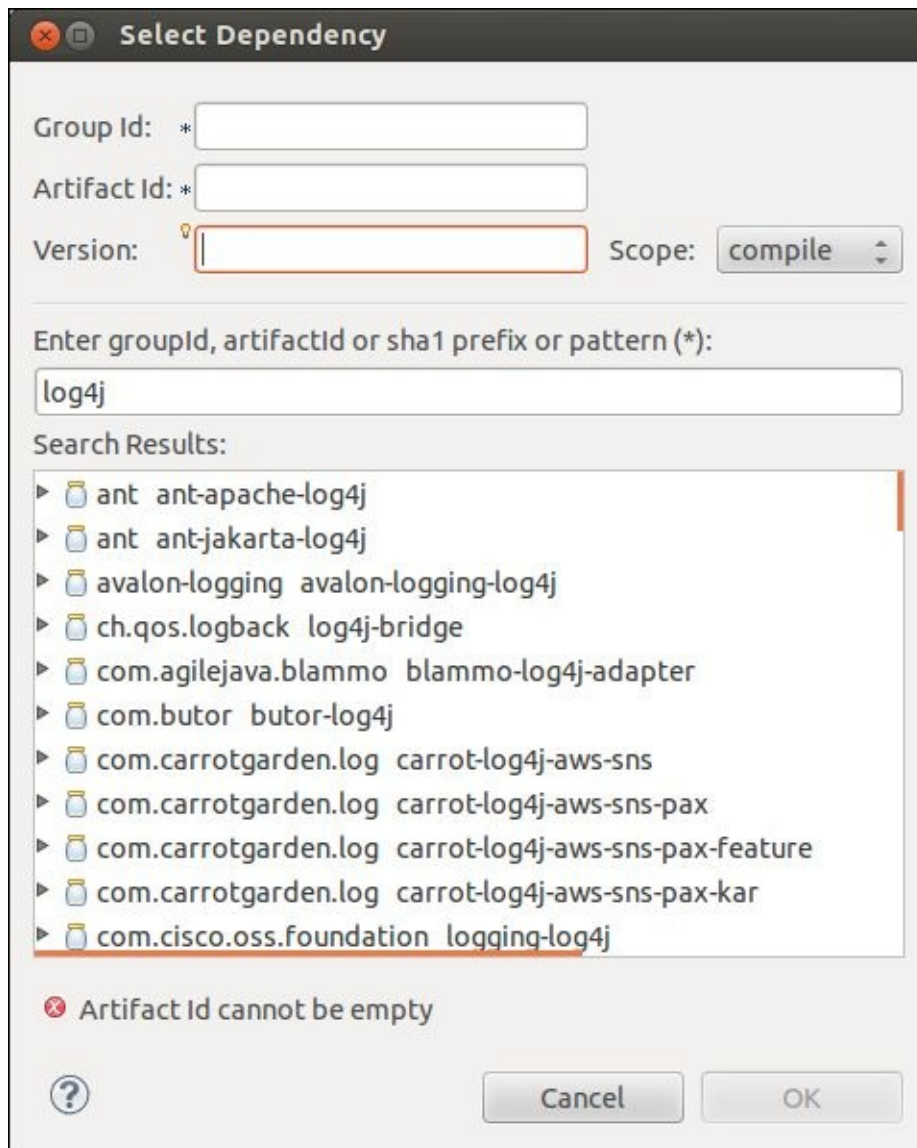 Select Dependency
Group Id: *
Artifact Id: *
Version:
Scope: compile
Enter groupId, artifactId or sha1 prefix or pattern (*):
log4j
Search Results:
ant ant-apache-log4j
ant ant-jakarta-log4j
avalon-logging avalon-logging-log4j
ch.qos.logback log4j-bridge
com.agilejava.blammo blammo-log4j-adapter
com.butor butor-log4j
com.carrotgarden.log carrot-log4j-aws-sns
com.carrotgarden.log carrot-log4j-aws-sns-pax
com.carrotgarden.log carrot-log4j-aws-sns-pax-feature
com.carrotgarden.log carrot-log4j-aws-sns-pax-kar
com.cisco.oss.foundation logging-log4j
Artifact Id cannot be empty
? Cancel OK